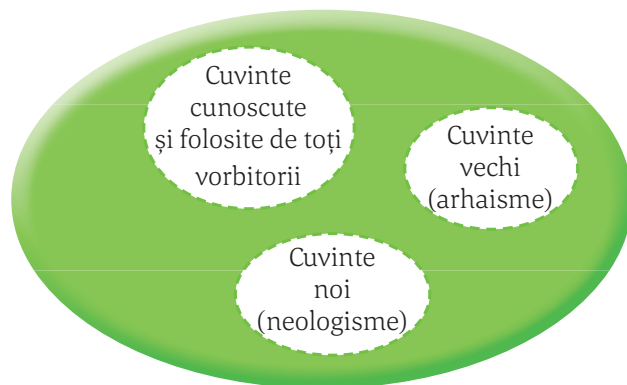 Cuvinte
cunoscute
și folosite de toți
vorbitorii
Cuvinte
vechi
(arhaisme)
Cuvinte
noi
(neologisme)